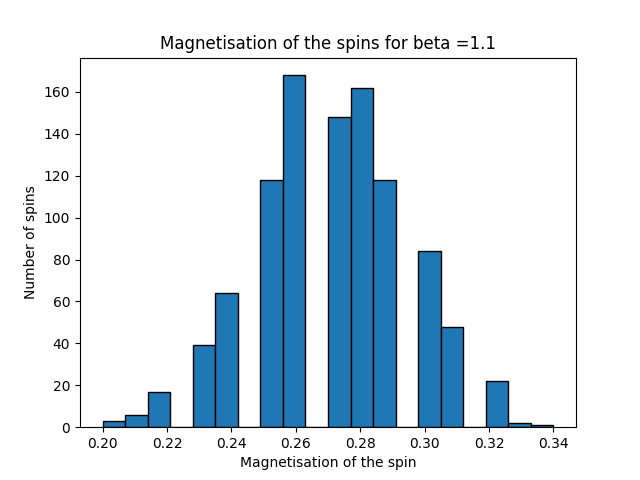 Magnetisation of the spins for beta =1.1
Number of spins
160
140
120
100
80
60
40
20
0
0.20 0.22 0.24 0.26 0.28 0.30 0.32 0.34
Magnetisation of the spin